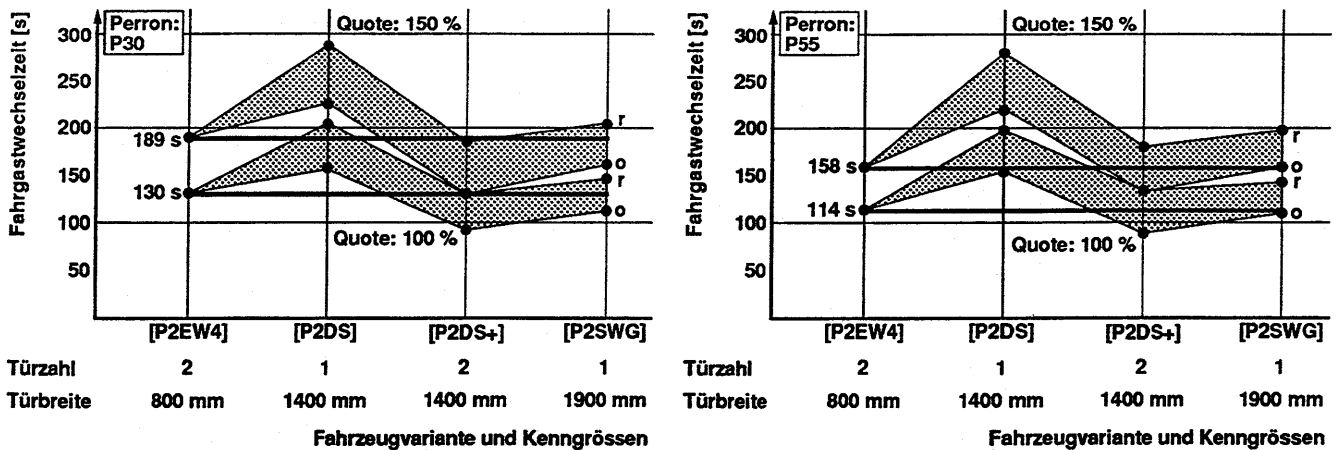 Fahrgastwechselzeit [s]
Perron:
P30
Quote: 150 %
300
250
200
189 s
150
130 s
100
50
r
o
r
o
Quote: 100 %
[P2EW4] [P2DS] [P2DS+] [P2SWG]
Türzahl 2 1 2 1
Türbreite 800 mm 1400 mm 1400 mm 1900 mm
Fahrzeugvariante und Kenngrössen
Fahrgastwechselzeit [s]
Perron:
P55
Quote: 150 %
300
250
200
158 s
150
114 s
100
50
r
o
r
o
Quote: 100 %
[P2EW4] [P2DS] [P2DS+] [P2SWG]
Türzahl 2 1 2 1
Türbreite 800 mm 1400 mm 1400 mm 1900 mm
Fahrzeugvariante und Kenngrössen